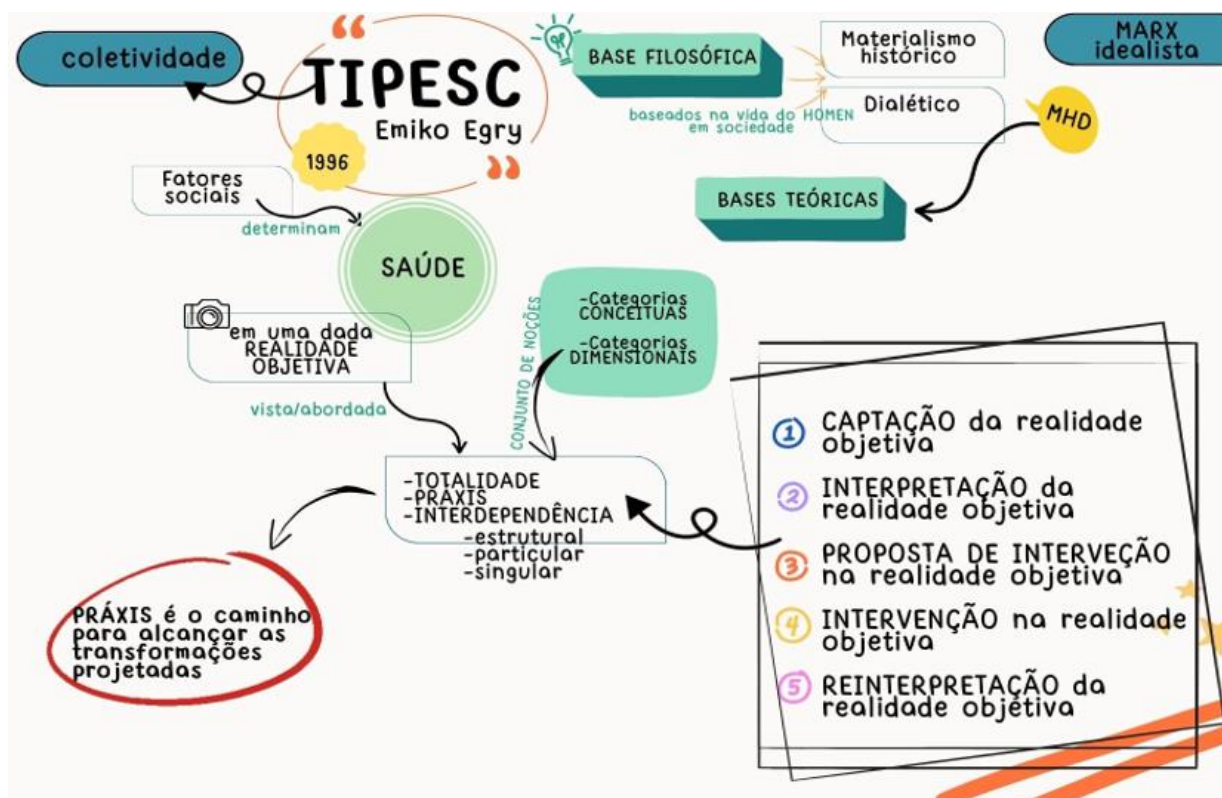 coletividade
“
TIPESC
Emiko Egry
”
1996
BASE FILOSÓFICA
baseados na vida do HOMEN
em sociedade
Materialismo
histórico
Dialético
MARX
idealista
MHD
BASES TEÓRICAS
Fatores
sociais
determinam
SAÚDE
em uma dada
REALIDADE
OBJETIVA
vista/abordada
CONJUNTO DE NOÇÕES
-Categorias
CONCEITUAS
-Categorias
DIMENSIONAIS
-TOTALIDADE
-PRÁXIS
-INTERDEPENDÊNCIA
-estrutural
-particular
-singular
PRÁXIS é o caminho
para alcançar as
transformações
projetadas
1 CAPTAÇÃO da realidade
objetiva
2 INTERPRETAÇÃO da
realidade objetiva
3 PROPOSTA DE INTERVEÇÃO
na realidade objetiva
4 INTERVENÇÃO na realidade
objetiva
5 REINTERPRETAÇÃO da
realidade objetiva